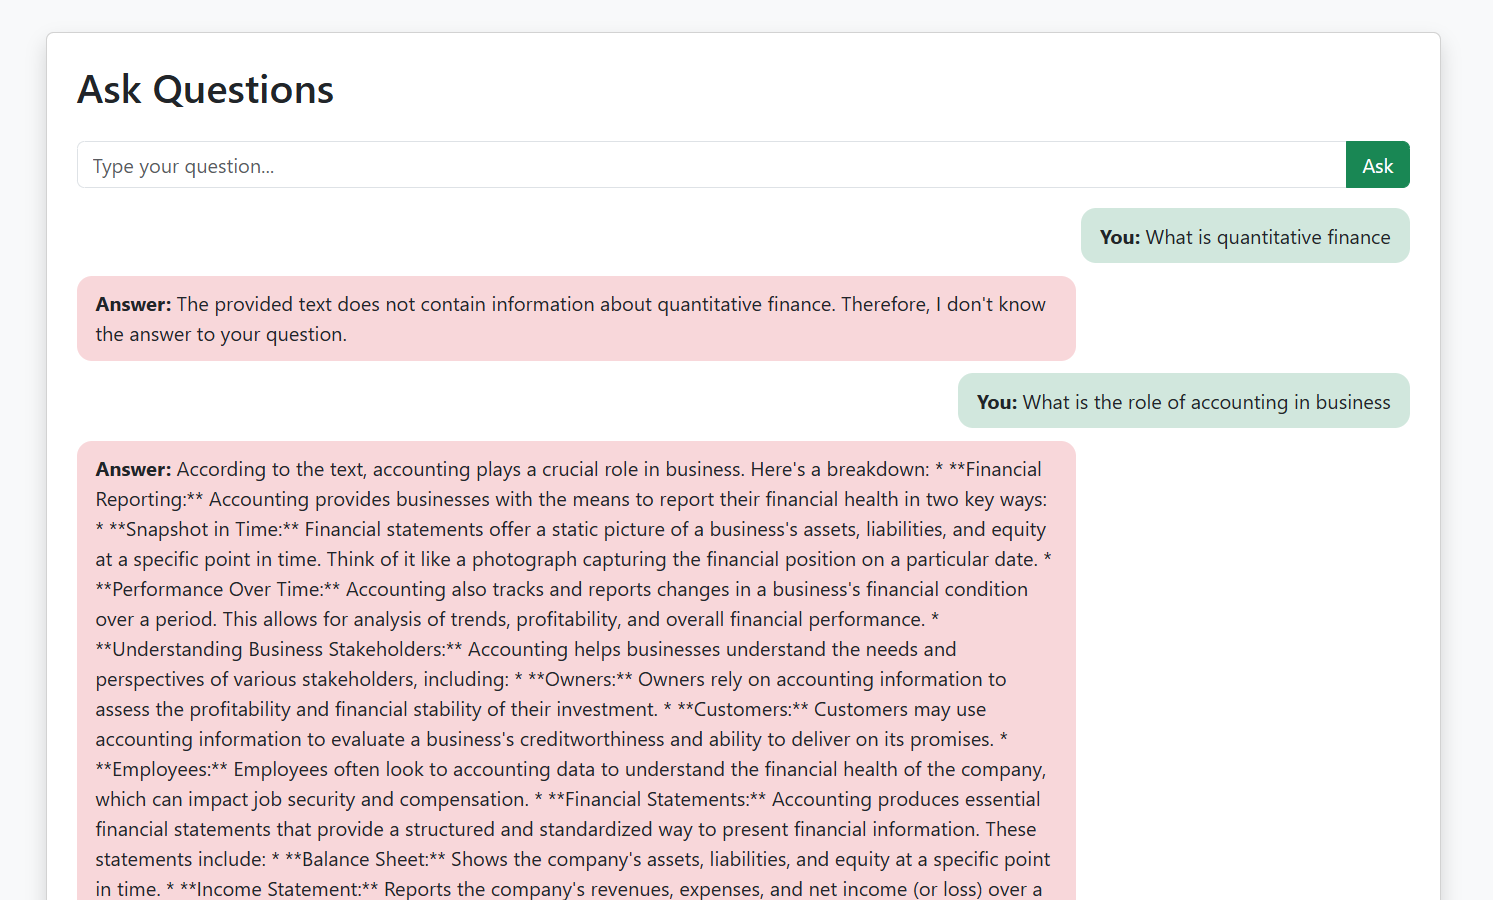 Ask Questions
Type your question...
Ask
You: What is quantitative finance
Answer: The provided text does not contain information about quantitative finance. Therefore, I don't know
the answer to your question.
You: What is the role of accounting in business
Answer: According to the text, accounting plays a crucial role in business. Here's a breakdown: * **Financial
Reporting:** Accounting provides businesses with the means to report their financial health in two key ways:
* **Snapshot in Time:** Financial statements offer a static picture of a business's assets, liabilities, and equity
at a specific point in time. Think of it like a photograph capturing the financial position on a particular date. *
**Performance Over Time:** Accounting also tracks and reports changes in a business's financial condition
over a period. This allows for analysis of trends, profitability, and overall financial performance. *
**Understanding Business Stakeholders:** Accounting helps businesses understand the needs and
perspectives of various stakeholders, including: * **Owners:** Owners rely on accounting information to
assess the profitability and financial stability of their investment. * **Customers:** Customers may use
accounting information to evaluate a business's creditworthiness and ability to deliver on its promises. *
**Employees:** Employees often look to accounting data to understand the financial health of the company,
which can impact job security and compensation. * **Financial Statements:** Accounting produces essential
financial statements that provide a structured and standardized way to present financial information. These
statements include: * **Balance Sheet:** Shows the company's assets, liabilities, and equity at a specific point
in time. * **Income Statement:** Reports the company's revenues, expenses, and net income (or loss) over a